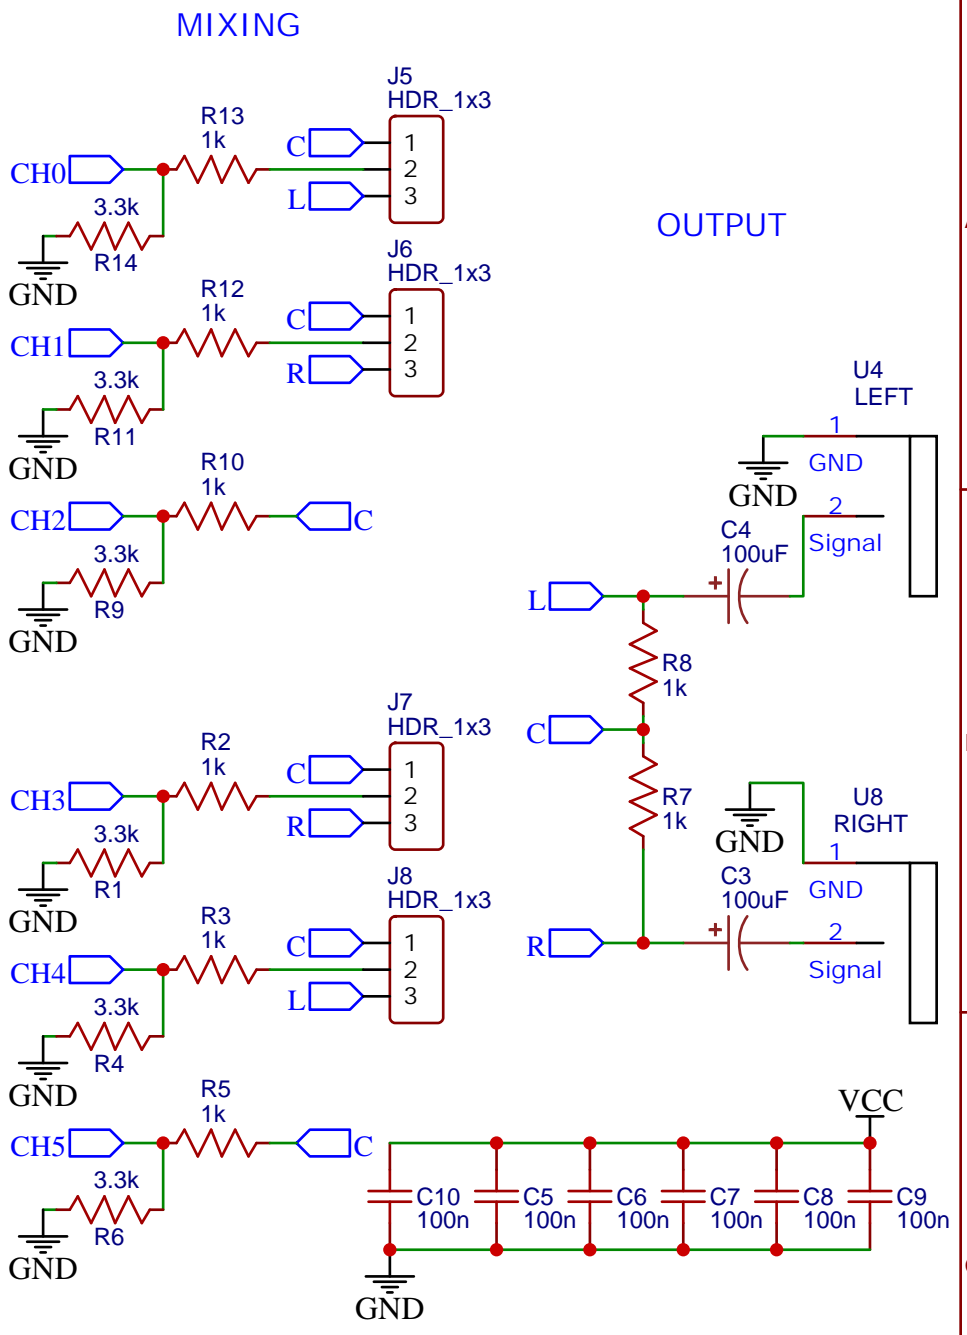 MIXING
J5
HDR_1x3
R13
1k
C
1
CH0
2
L
3
3.3k
R14
GND
J6
HDR_1x3
R12
1k
C
1
CH1
2
R
3
3.3k
R11
GND
R10
1k
CH2
C
3.3k
R9
GND
J7
HDR_1x3
R2
1k
C
1
CH3
2
R
3
3.3k
R1
GND
J8
HDR_1x3
R3
1k
C
1
CH4
2
L
3
3.3k
R4
GND
R5
1k
CH5
C
3.3k
R6
GND
OUTPUT
U4
LEFT
1
GND
GND
2
Signal
C4
100uF
+
L
R8
1k
C
R7
1k
GND
U8
RIGHT
1
GND
C3
100uF
+
R
2
Signal
VCC
C10
100n
C5
100n
C6
100n
C7
100n
C8
100n
C9
100n
GND